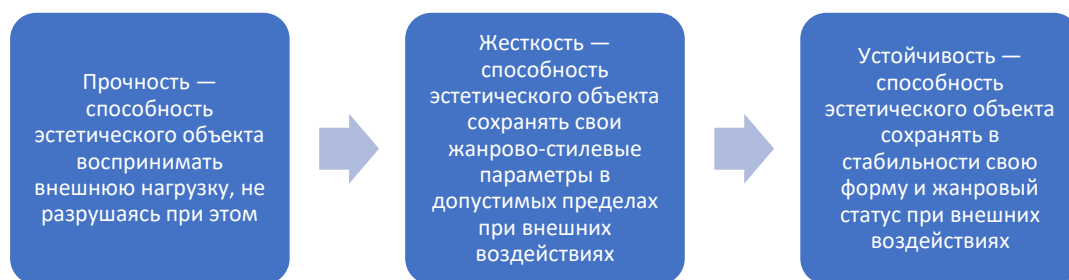 Прочность —
способность
эстетического объекта
воспринимать
внешнюю нагрузку, не
разрушаясь при этом
Жесткость —
способность
эстетического объекта
сохранять свои
жанрово-стилевые
параметры в
допустимых пределах
при внешних
воздействиях
Устойчивость —
способность
эстетического объекта
сохранять в
стабильности свою
форму и жанровый
статус при внешних
воздействиях